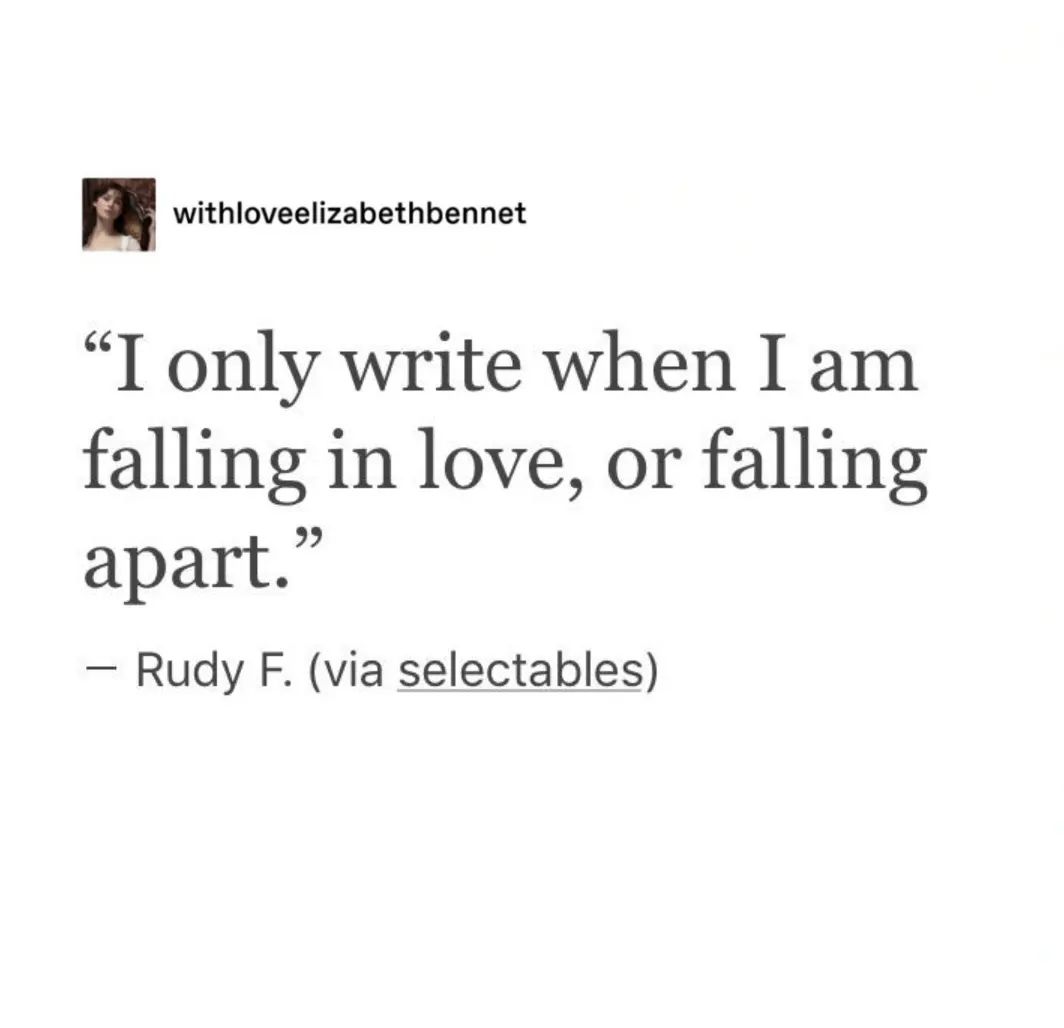 withloveelizabethbennet
“I only write when I am
falling in love, or falling
apart.”
— Rudy F. (via selectables)